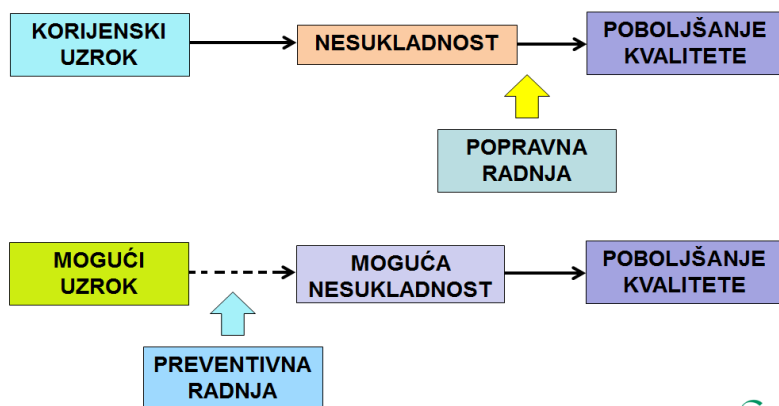 KORIJENSKI
UZROK
NESUKLADNOST
POBOLJŠANJE
KVALITETE
POPRAVNA
RADNJA
MOGUĆI
UZROK
MOGUĆA
NESUKLADNOST
POBOLJŠANJE
KVALITETE
PREVENTIVNA
RADNJA